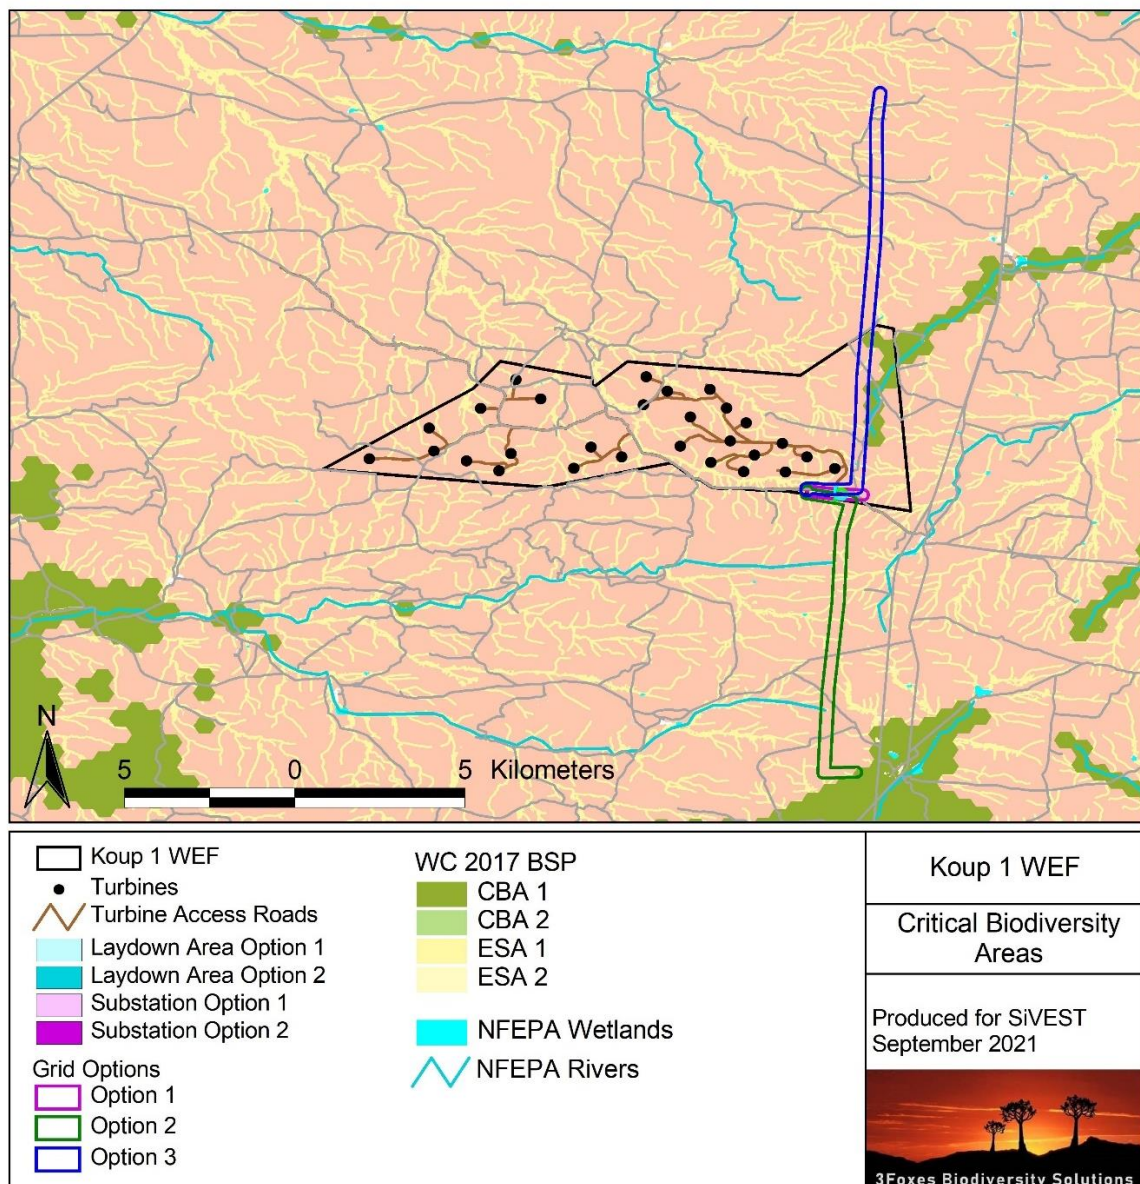 N
5 0 5 Kilometers
Koup 1 WEF
Turbines
Turbine Access Roads
Laydown Area Option 1
Laydown Area Option 2
Substation Option 1
Substation Option 2
Grid Options
Option 1
Option 2
Option 3
WC 2017 BSP
CBA 1
CBA 2
ESA 1
ESA 2
NFEPA Wetlands
NFEPA Rivers
Koup 1 WEF
Critical Biodiversity
Areas
Produced for SiVEST
September 2021
3Foxes Biodiversity Solutions